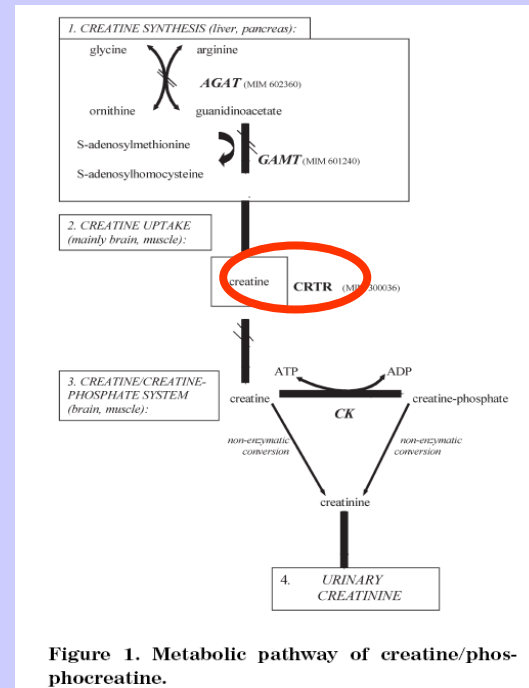 1. CREATINE SYNTHESIS (liver, pancreas):
glycine arginine
AGAT (MIM 602360)
ornithine guanidinoacetate
S-adenosylmethionine
GAMT (MIM 601240)
S-adenosylhomocysteine
2. CREATINE UPTAKE
(mainly brain, muscle):
creatine CRTR 300036)
ATP ADP
3. CREATINE/CREATINE-
PHOSPHATE SYSTEM
(brain, muscle):
creatine creatine-phosphate
CK
non-enzymatic
conversion
non-enzymatic
conversion
creatinine
4. URINARY
CREATININE
Figure 1. Metabolic pathway of creatine/phos-
phocreatine.